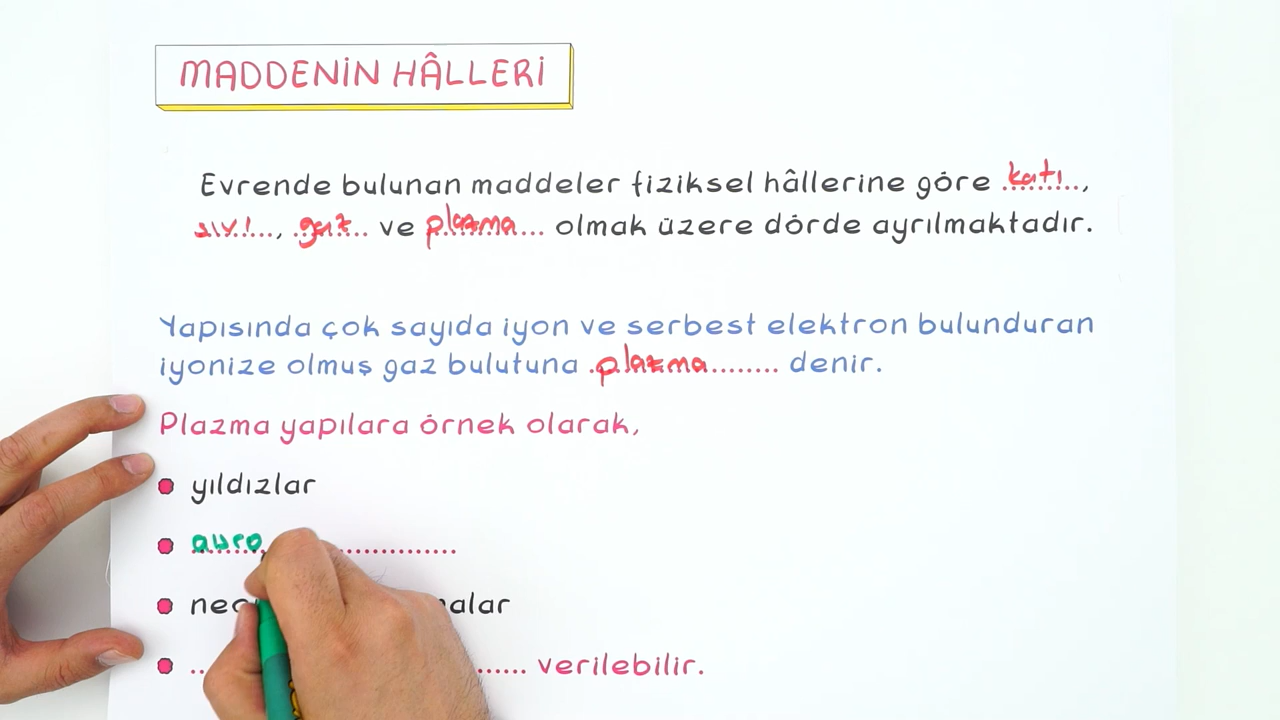 MADDENİN HÂLLERİ
Evrende bulunan maddeler fiziksel hâllerine göre katı,
sıvı, gaz ve plazma olmak üzere dörde ayrılmaktadır.
Yapısında çok sayıda iyon ve serbest elektron bulunduran
iyonize olmuş gaz bulutuna plazma denir.
Plazma yapılara örnek olarak,
yıldızlar
auro
verilebilir.